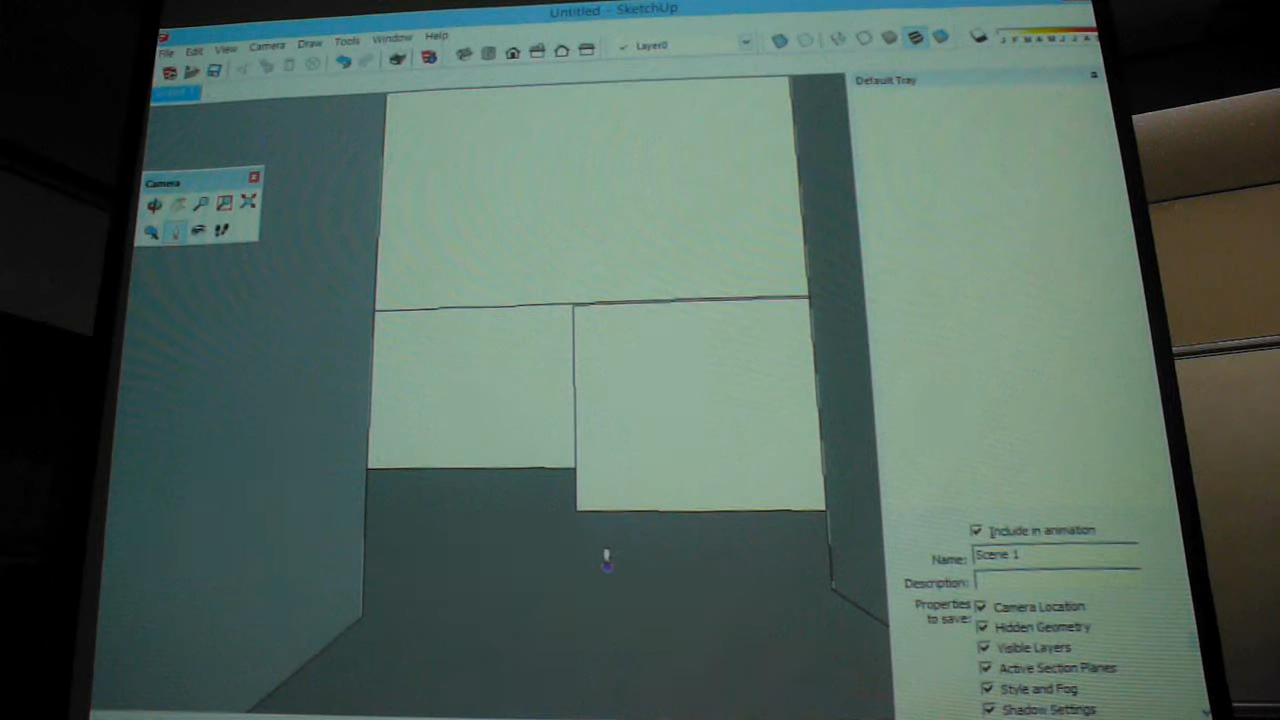 Untitled - SketchUp
File Edit View Camera Draw Tools Window Help
Layer0
J F M A M J J A
Default Tray
Camera
Include in animation
Name: Scene 1
Description:
Properties to save:
Camera Location
Hidden Geometry
Visible Layers
Active Section Planes
Style and Fog
Shadow Settings